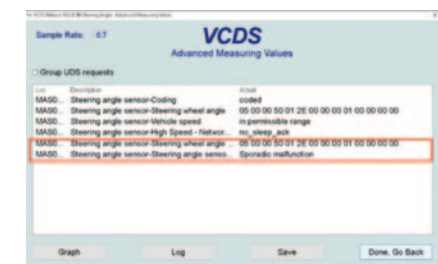 Sample Rate: 0.7
VCDS
Advanced Measuring Values
Group UDS requests
Loc Description Actual
MAS0... Steering angle sensor-Coding coded
MAS0... Steering angle sensor-Steering wheel angle 05 00 00 50 01 2E 00 00 00 01 00 00 00 00
MAS0... Steering angle sensor-Vehicle speed in permissible range
MAS0... Steering angle sensor-High Speed - Networ... no_sleep_ack
MAS0... Steering angle sensor-Steering wheel angle ... 05 00 00 50 01 2E 00 00 00 01 00 00 00 00
MAS0... Steering angle sensor-Steering angle senso... Sporadic malfunction
Graph Log Save Done, Go Back